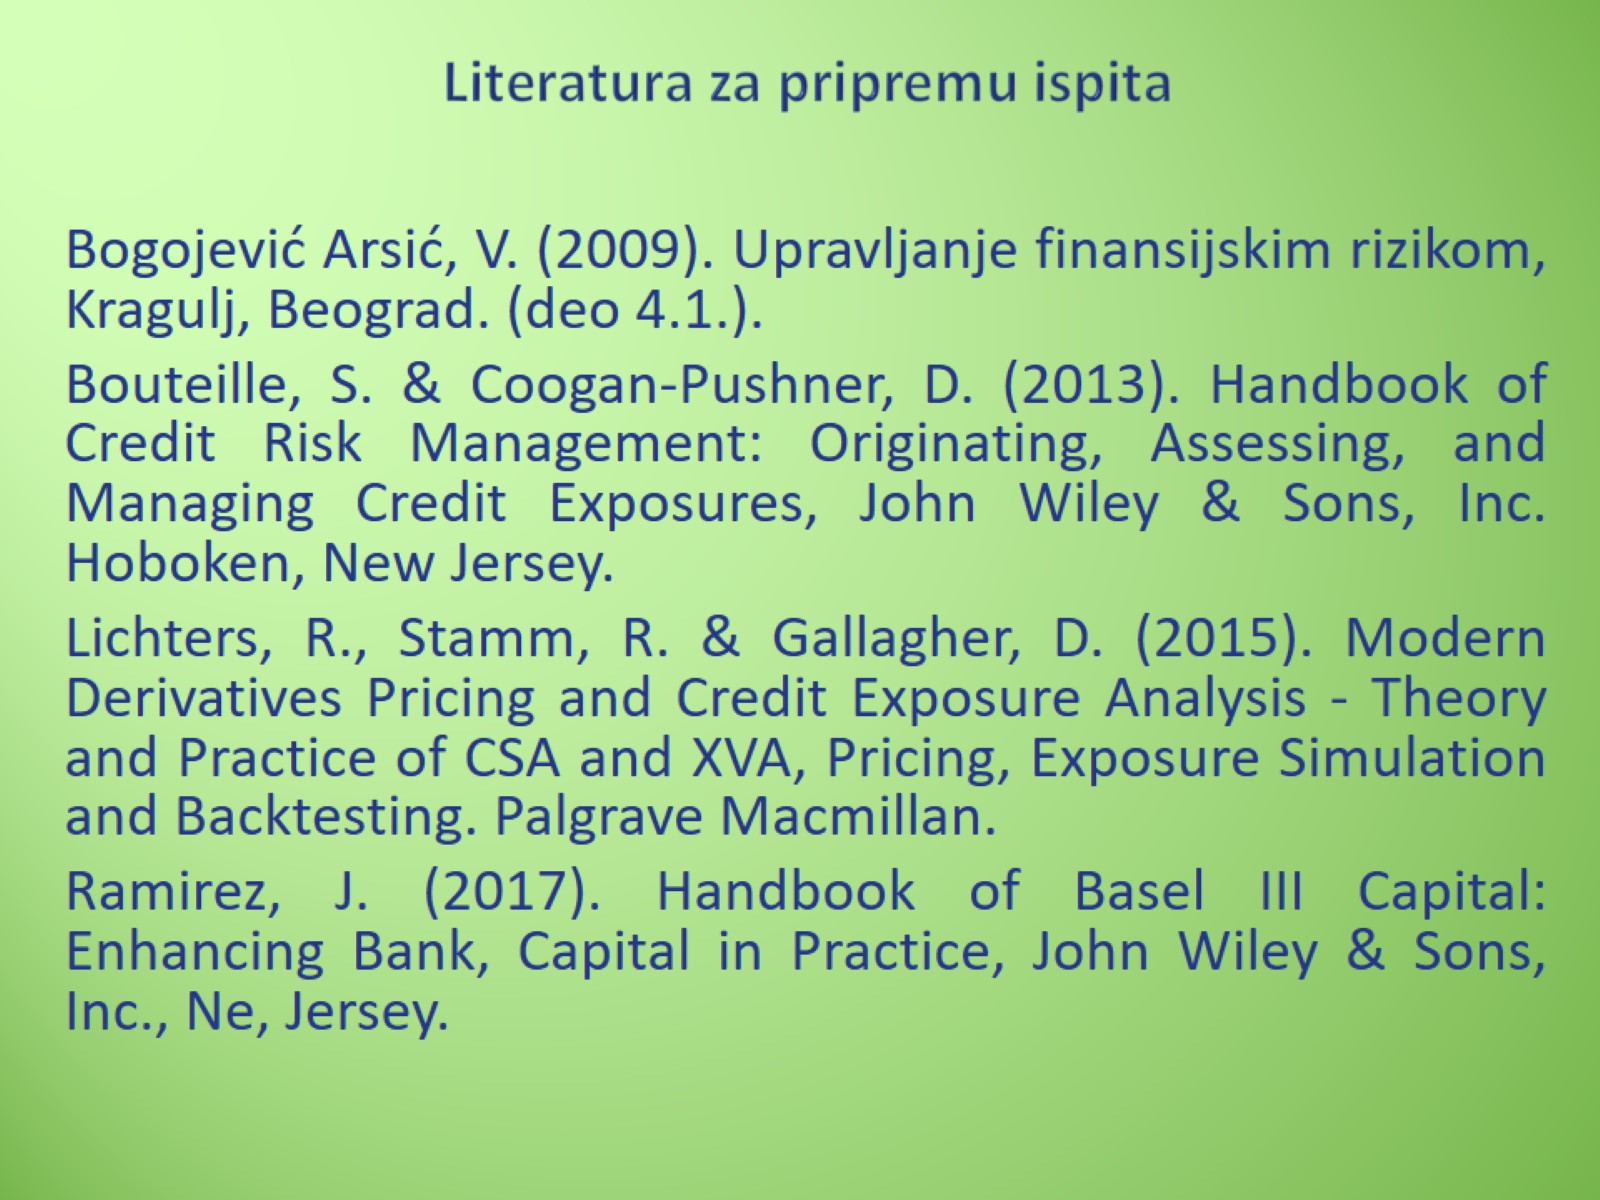 Literatura za pripremu ispita
Bogojević Arsić, V. (2009). Upravljanje finansijskim rizikom,
Kragulj, Beograd. (deo 4.1.).
Bouteille, S. & Coogan-Pushner, D. (2013). Handbook of
Credit Risk Management: Originating, Assessing, and
Managing Credit Exposures, John Wiley & Sons, Inc.
Hoboken, New Jersey.
Lichters, R., Stamm, R. & Gallagher, D. (2015). Modern
Derivatives Pricing and Credit Exposure Analysis - Theory
and Practice of CSA and XVA, Pricing, Exposure Simulation
and Backtesting. Palgrave Macmillan.
Ramirez, J. (2017). Handbook of Basel III Capital:
Enhancing Bank, Capital in Practice, John Wiley & Sons,
Inc., Ne, Jersey.